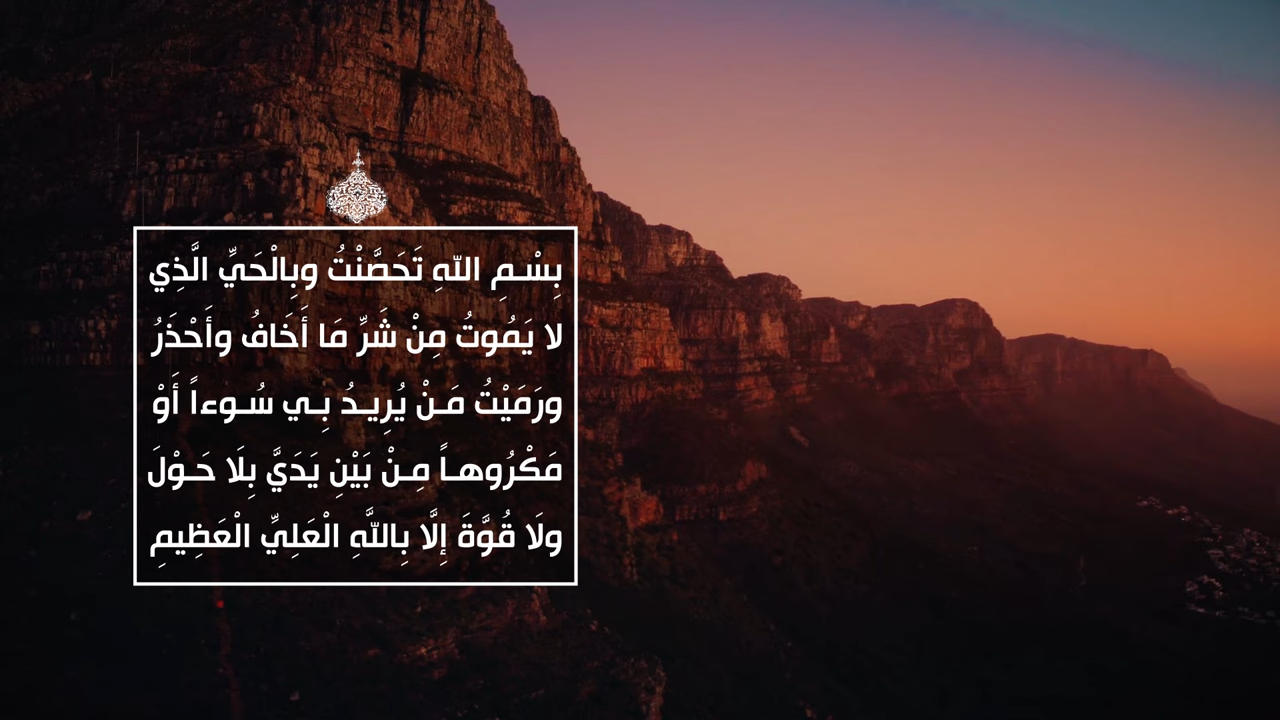 بِسْـمِ اللّهِ تَحَصَّنْتُ وبِالْحَيِّ الَّذِي
لا يَمُوتُ مِنْ شَرِّ مَا أَخَافُ وأَحْذَرُ
ورَمَيْتُ مَـنْ يُرِيـدُ بِـي سُـوءاً أَوْ
مَكْرُوهـاً مِـنْ بَيْنِ يَدَيَّ بِلَا حَـوْلَ
ولَا قُوَّةَ إِلَّا بِاللَّهِ الْعَلِيِّ الْعَظِيمِ